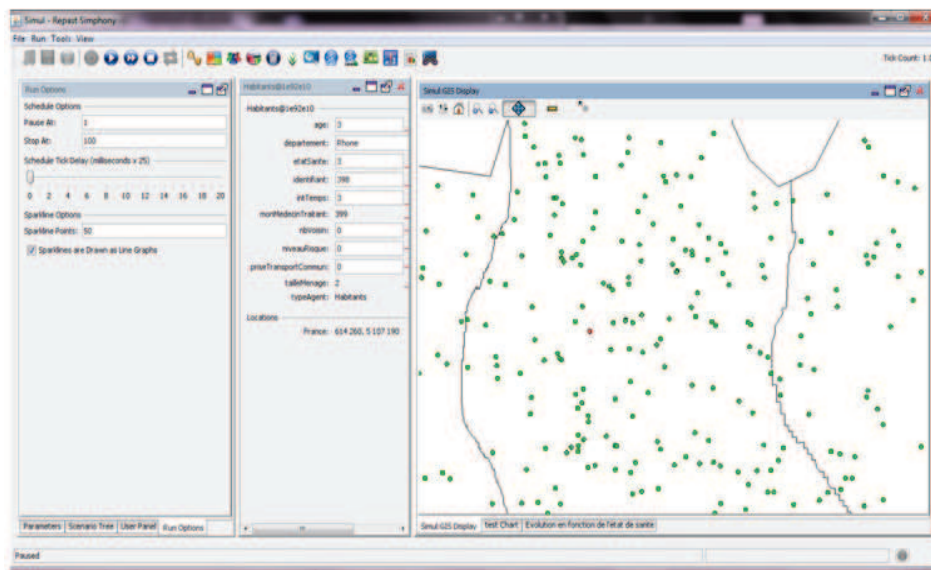 Simul - Repast Simphony
File Run Tools View
Tick Count: 1.0
Run Options
Schedule Options
Pause At: 1
Stop At: 100
Schedule Tick Delay (milliseconds x 25)
0 2 4 6 8 10 12 14 16 18 20
Sparkline Options
Sparkline Points: 50
Sparklines are Drawn as Line Graphs
Parameters Scenario Tree User Panel Run Options
Habitants@1e92e10
Habitants@1e92e10
age: 3
departement: Rhone
etatSante: 3
identifiant: 398
intTemps: 3
monMedecinTraitant: 399
nbVoisin: 0
niveauRisque: 0
priseTransportCommun: 0
tailleMenage: 2
typeAgent: Habitants
Locations
France: 614 260, 5 107 190
Simul GIS Display
Simul GIS Display test Chart Evolution en fonction de l'etat de sante
Paused